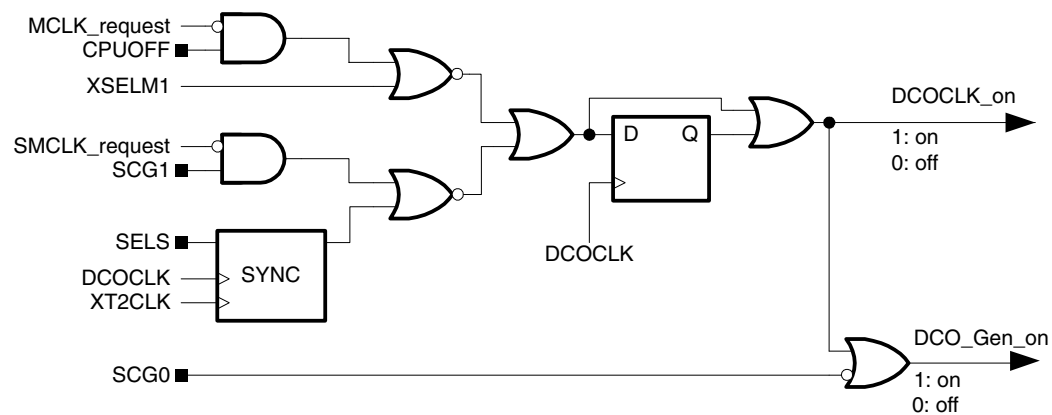 MCLK_request
CPUOFF
XSELM1
DCOCLK_on
1: on
0: off
D Q
SMCLK_request
SCG1
SELS
DCOCLK
SYNC
DCOCLK
XT2CLK
DCO_Gen_on
SCG0
1: on
0: off